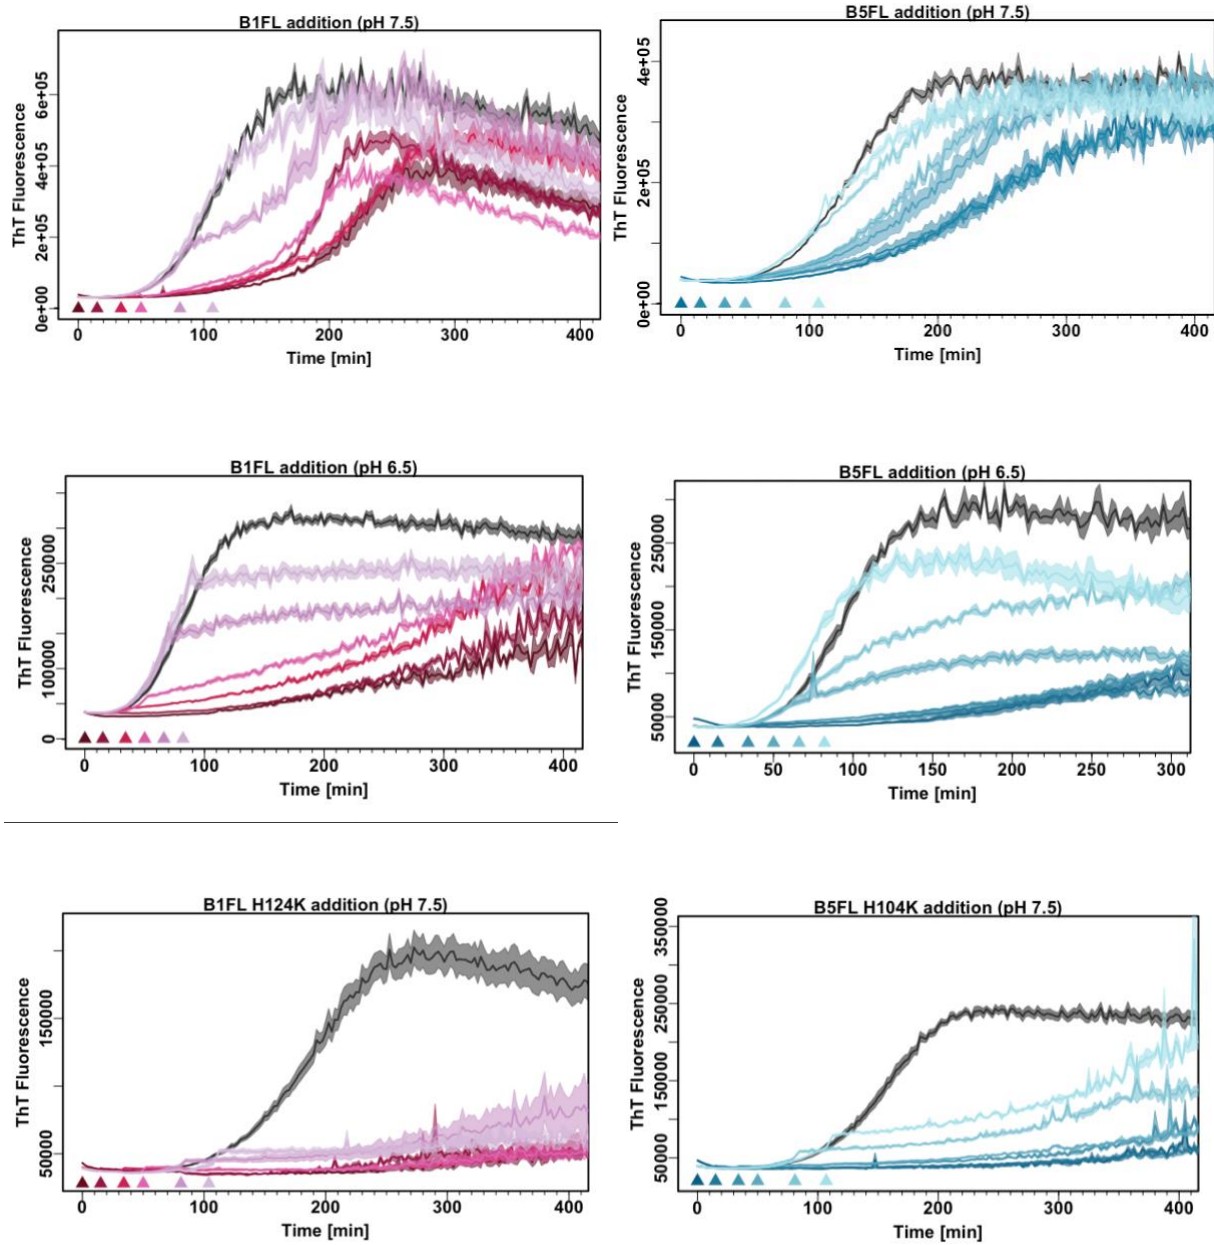 B1FL addition (pH 7.5)
ThT Fluorescence
0e+00 2e+05 4e+05 6e+05
0 100 200 300 400
Time [min]
B5FL addition (pH 7.5)
ThT Fluorescence
0e+00 2e+05 4e+05
0 100 200 300 400
Time [min]
B1FL addition (pH 6.5)
ThT Fluorescence
0 100000 250000
0 100 200 300 400
Time [min]
B5FL addition (pH 6.5)
ThT Fluorescence
50000 150000 250000
0 50 100 150 200 250 300
Time [min]
B1FL H124K addition (pH 7.5)
ThT Fluorescence
50000 150000
0 100 200 300 400
Time [min]
B5FL H104K addition (pH 7.5)
ThT Fluorescence
50000 150000 250000 350000
0 100 200 300 400
Time [min]